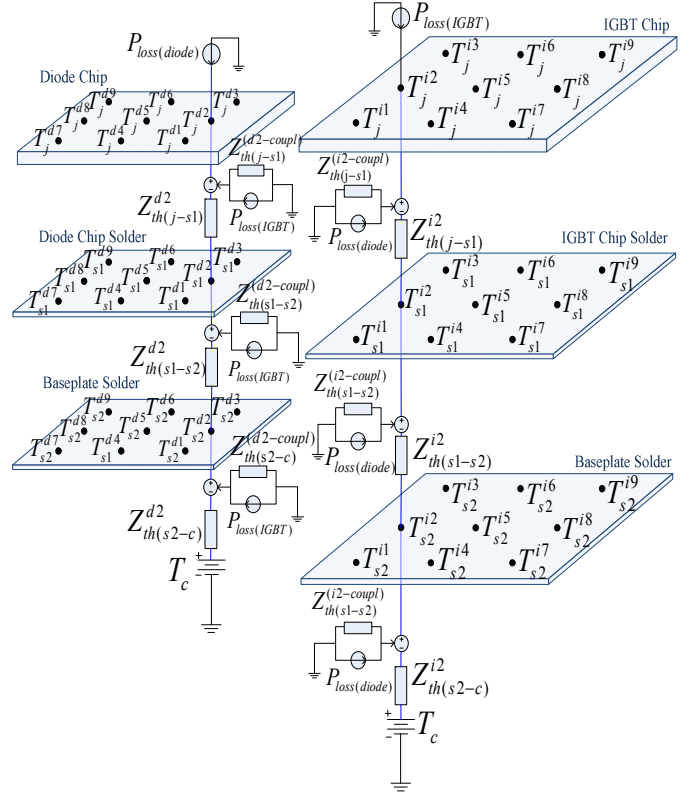 P_loss(diode)
Diode Chip
T_j^d9 T_j^d6 T_j^d3
T_j^d8 T_j^d5 T_j^d2
T_j^d7 T_j^d4 T_j^d1
Z_th(j-s1)^(d2-coupl)
Z_th(j-s1)^d2
P_loss(IGBT)
Diode Chip Solder
T_s1^d9 T_s1^d6 T_s1^d3
T_s1^d8 T_s1^d5 T_s1^d2
T_s1^d7 T_s1^d4 T_s1^d1
Z_th(s1-s2)^(d2-coupl)
Z_th(s1-s2)^d2
P_loss(IGBT)
Baseplate Solder
T_s2^d9 T_s2^d6 T_s2^d3
T_s2^d8 T_s2^d5 T_s2^d2
T_s2^d7 T_s1^d4 T_s2^d1
Z_th(s2-c)^(d2-coupl)
Z_th(s2-c)^d2
P_loss(IGBT)
+
T_c
-
P_loss(IGBT)
IGBT Chip
T_j^i3 T_j^i6 T_j^i9
T_j^i2 T_j^i5 T_j^i8
T_j^i1 T_j^i4 T_j^i7
Z_th(j-s1)^(i2-coupl)
P_loss(diode)
Z_th(j-s1)^i2
IGBT Chip Solder
T_s1^i3 T_s1^i6 T_s1^i9
T_s1^i2 T_s1^i5 T_s1^i8
T_s1^i1 T_s1^i4 T_s1^i7
Z_th(s1-s2)^(i2-coupl)
P_loss(diode)
Z_th(s1-s2)^i2
Baseplate Solder
T_s2^i3 T_s2^i6 T_s2^i9
T_s2^i2 T_s2^i5 T_s2^i8
T_s2^i1 T_s2^i4 T_s2^i7
Z_th(s1-s2)^(i2-coupl)
P_loss(diode)
Z_th(s2-c)^i2
+
T_c
-